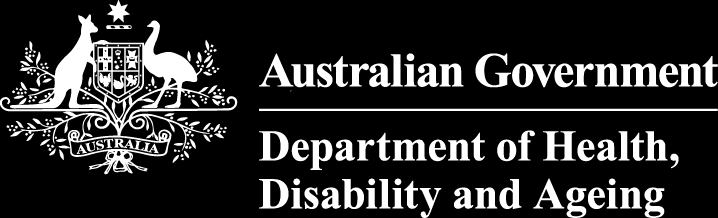 AUSTRALIA
Australian Government
Department of Health,
Disability and Ageing